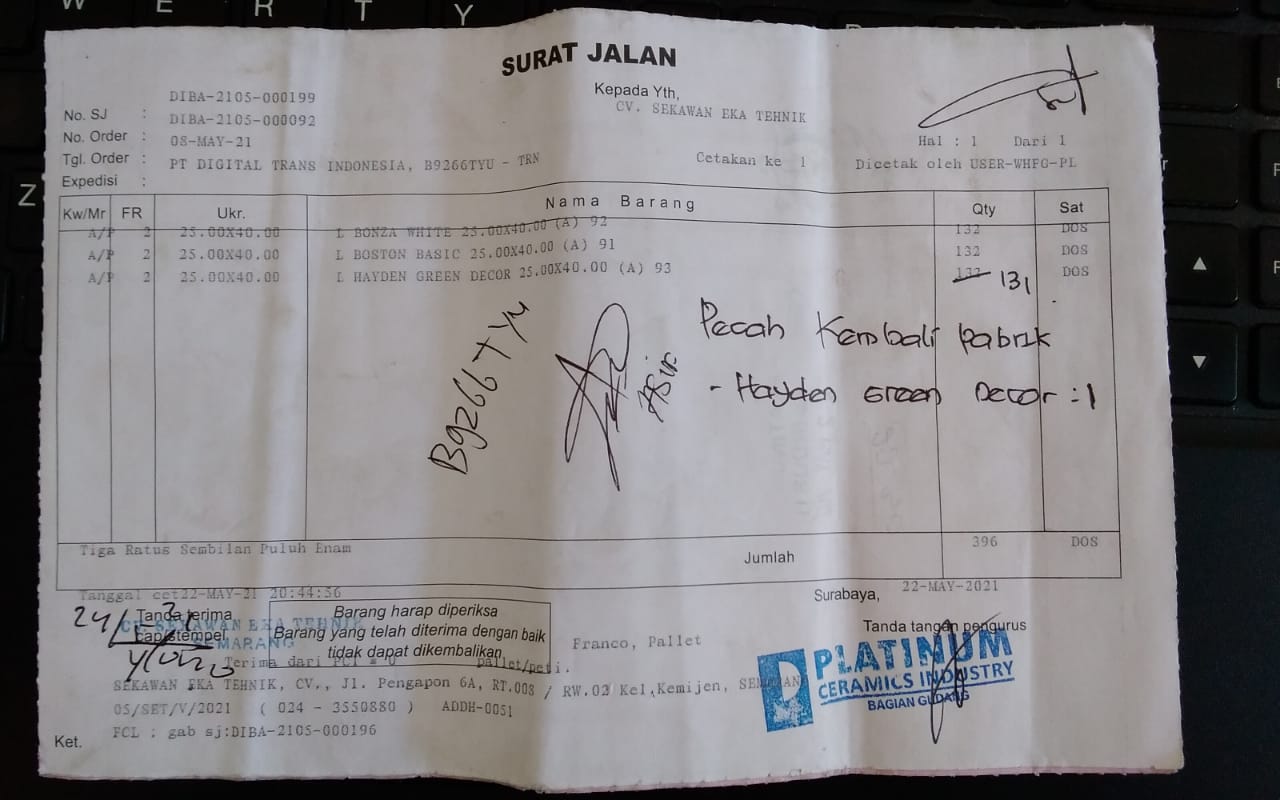 SURAT JALAN
Kepada Yth,
CV. SEKAWAN EKA TEHNIK
No. SJ : DIBA-2105-000199
No. Order : DIBA-2105-000092
Tgl. Order : 08-MAY-21
Expedisi : PT DIGITAL TRANS INDONESIA, B9266TYU - TRN
Cetakan ke 1
Hal : 1 Dari 1
Dicetak oleh USER-WHFG-PL
Kw/Mr FR Ukr. Nama Barang Qty Sat
A/P 2 25.00X40.00 L BONZA WHITE 25.00X40.00 (A) 92 132 DOS
A/P 2 25.00X40.00 L BOSTON BASIC 25.00X40.00 (A) 91 132 DOS
A/P 2 25.00X40.00 L HAYDEN GREEN DECOR 25.00X40.00 (A) 93 132 131 DOS
B9266TYU
Pecah Kembali Pabrik
- Hayden Green Decor : 1
Tiga Ratus Sembilan Puluh Enam
Jumlah 396 DOS
Tanggal cet22-MAY-21 20:44:56
Surabaya, 22-MAY-2021
Tanda terima
Cap stempel
CV. SEKAWAN EKA TEHNIK
SEMARANG
Barang harap diperiksa
Barang yang telah diterima dengan baik
tidak dapat dikembalikan
Franco, Pallet
Tanda tangan pengurus
PLATINUM
CERAMICS INDUSTRY
BAGIAN GUDANG
Terima dari PCI = 0 pallet/peti.
SEKAWAN EKA TEHNIK, CV., Jl. Pengapon 6A, RT.008 / RW.02 Kel.Kemijen, SEMARANG
05/SET/V/2021 ( 024 - 3550880 ) ADDH-0051
Ket. FCL : gab sj:DIBA-2105-000196